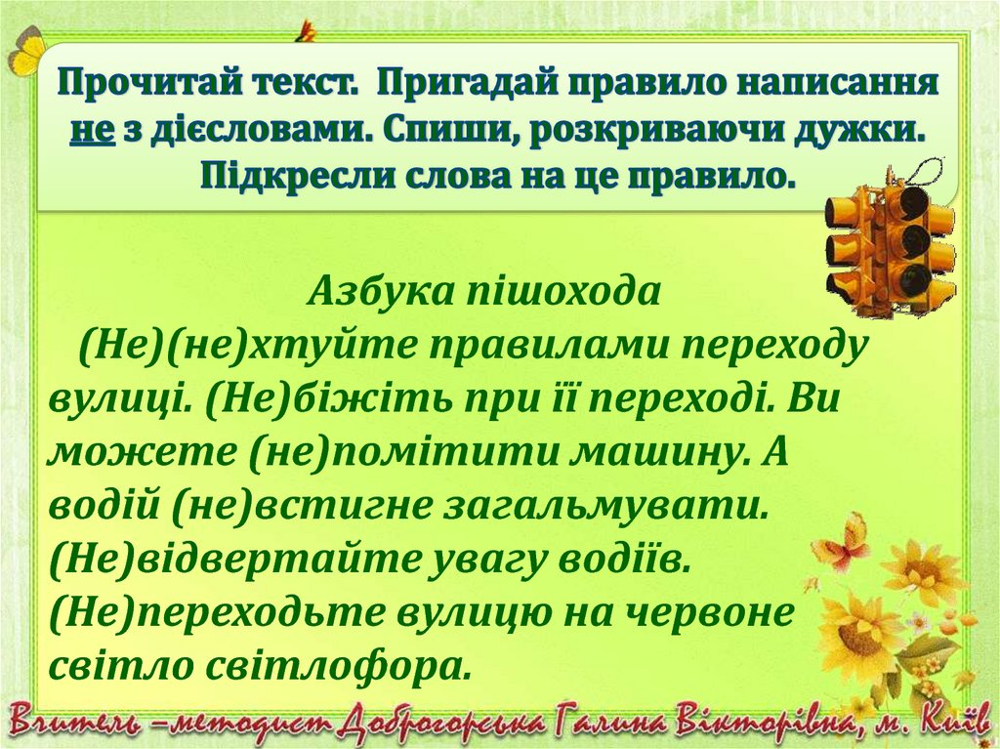 Прочитай текст. Пригадай правило написання
не з дієсловами. Спиши, розкриваючи дужки.
Підкресли слова на це правило.
Азбука пішохода
(Не)(не)хтуйте правилами переходу
вулиці. (Не)біжіть при її переході. Ви
можете (не)помітити машину. А
водій (не)встигне загальмувати.
(Не)відвертайте увагу водіїв.
(Не)переходьте вулицю на червоне
світло світлофора.
Вчитель –методист Доброгорська Галина Вікторівна, м. Київ